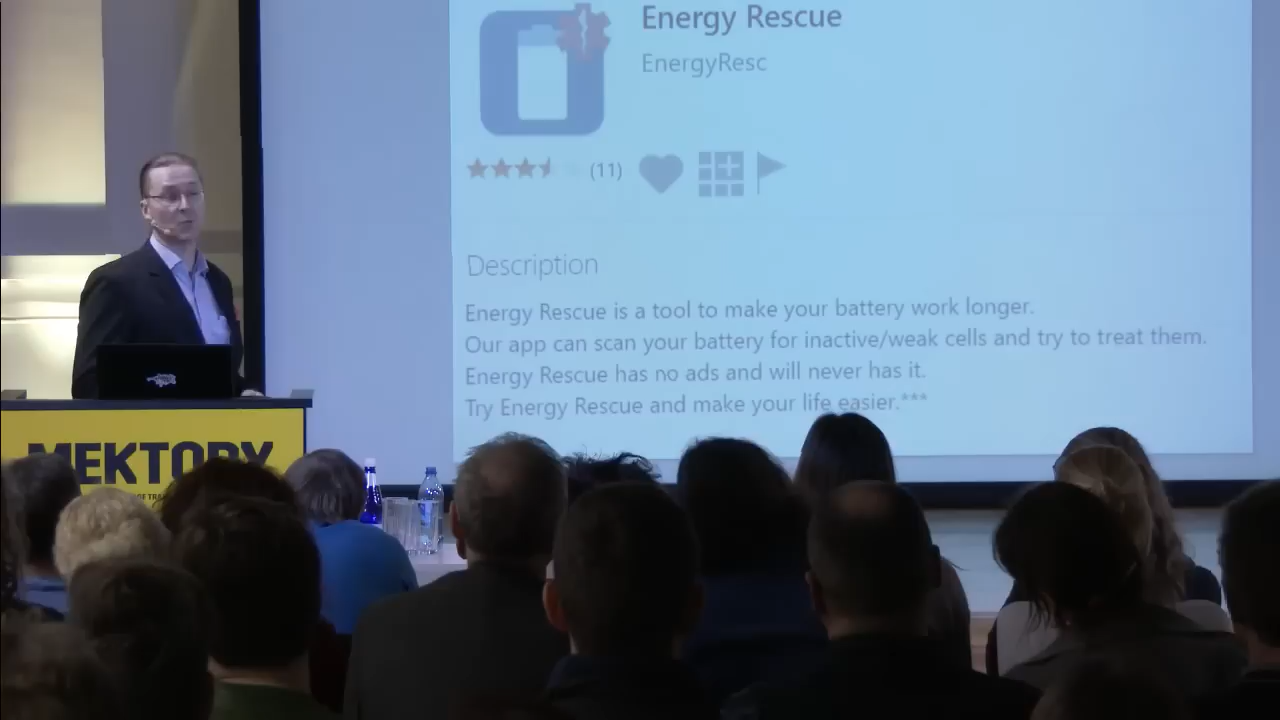 Energy Rescue
EnergyResc
(11)
Description
Energy Rescue is a tool to make your battery work longer.
Our app can scan your battery for inactive/weak cells and try to treat them.
Energy Rescue has no ads and will never has it.
Try Energy Rescue and make your life easier.***
MEKTORY